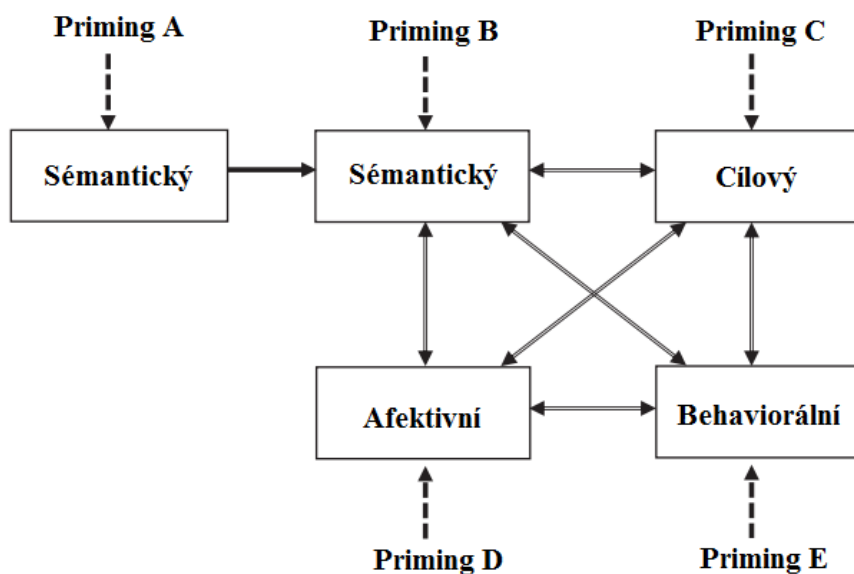 Priming A
Priming B
Priming C
Sémantický
Sémantický
Cílový
Afektivní
Behaviorální
Priming D
Priming E